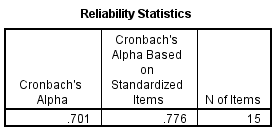 Reliability Statistics
Cronbach's
Alpha
Cronbach's
Alpha Based
on
Standardized
Items
N of Items
.701
.776
15